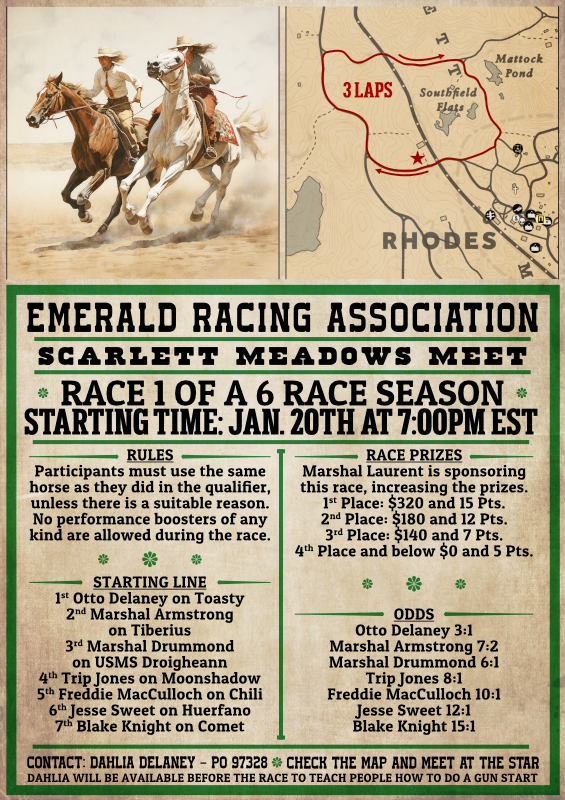 3 LAPS
Mattock
Pond
Southfield
Flats
RHODES
EMERALD RACING ASSOCIATION
SCARLETT MEADOWS MEET
RACE 1 OF A 6 RACE SEASON
STARTING TIME: JAN. 20TH AT 7:00PM EST
RULES
Participants must use the same
horse as they did in the qualifier,
unless there is a suitable reason.
No performance boosters of any
kind are allowed during the race.
STARTING LINE
1st Otto Delaney on Toasty
2nd Marshal Armstrong
on Tiberius
3rd Marshal Drummond
on USMS Droigheann
4th Trip Jones on Moonshadow
5th Freddie MacCulloch on Chili
6th Jesse Sweet on Huerfano
7th Blake Knight on Comet
RACE PRIZES
Marshal Laurent is sponsoring
this race, increasing the prizes.
1st Place: $320 and 15 Pts.
2nd Place: $180 and 12 Pts.
3rd Place: $140 and 7 Pts.
4th Place and below $0 and 5 Pts.
ODDS
Otto Delaney 3:1
Marshal Armstrong 7:2
Marshal Drummond 6:1
Trip Jones 8:1
Freddie MacCulloch 10:1
Jesse Sweet 12:1
Blake Knight 15:1
CONTACT: DAHLIA DELANEY – PO 97328 CHECK THE MAP AND MEET AT THE STAR
DAHLIA WILL BE AVAILABLE BEFORE THE RACE TO TEACH PEOPLE HOW TO DO A GUN START